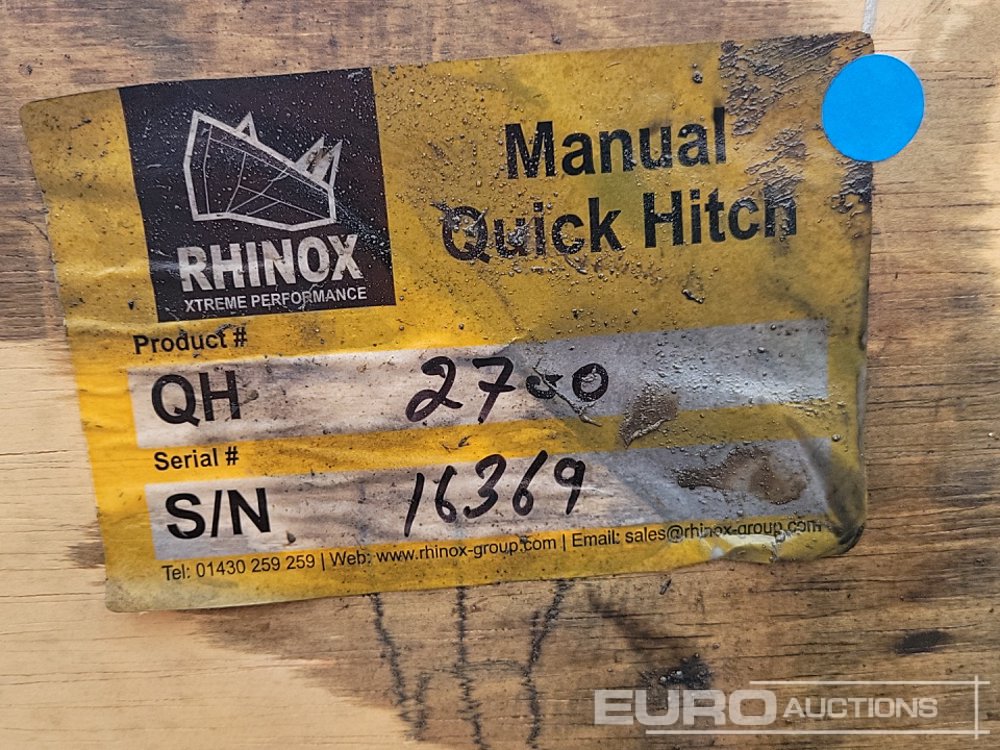 RHINOX
XTREME PERFORMANCE
Manual
Quick Hitch
Product #
QH 2700
Serial #
S/N 16369
Tel: 01430 259 259 | Web: www.rhinox-group.com | Email: sales@rhinox-group.com
EURO AUCTIONS